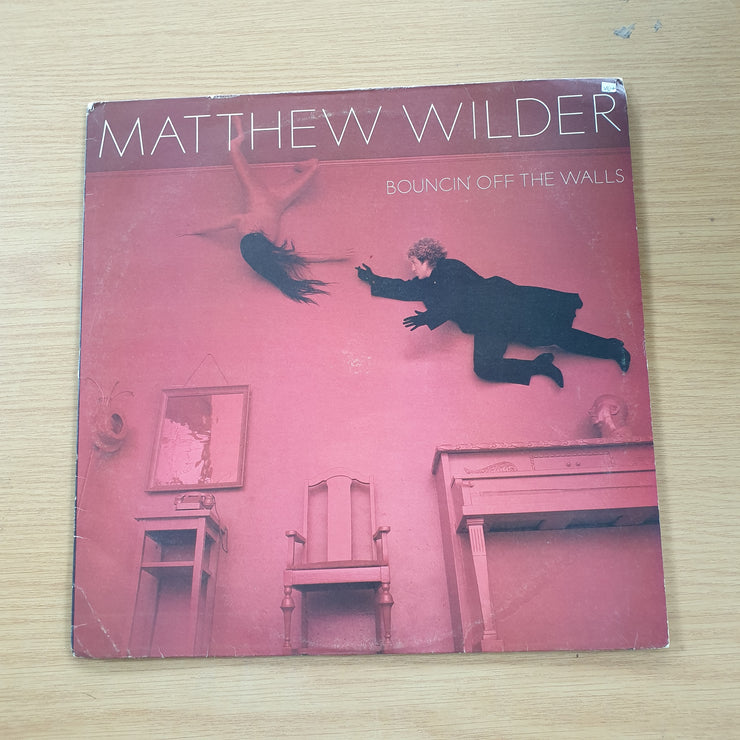 MATTHEW WILDER
BOUNCIN' OFF THE WALLS